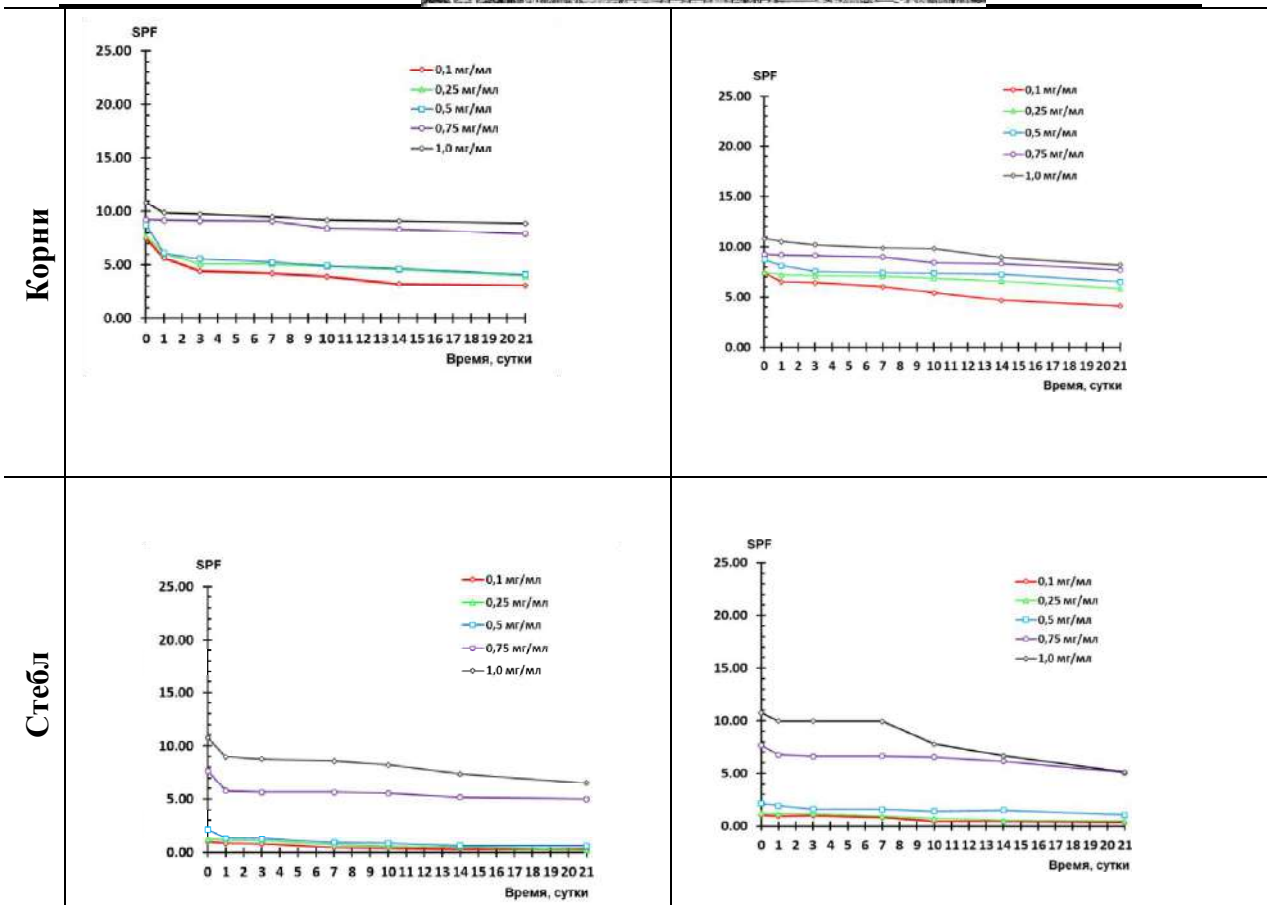 Корни
SPF
25.00
20.00
15.00
10.00
5.00
0.00
0,1 мг/мл
0,25 мг/мл
0,5 мг/мл
0,75 мг/мл
1,0 мг/мл
0 1 2 3 4 5 6 7 8 9 10 11 12 13 14 15 16 17 18 19 20 21
Время, сутки
SPF
25.00
20.00
15.00
10.00
5.00
0.00
0,1 мг/мл
0,25 мг/мл
0,5 мг/мл
0,75 мг/мл
1,0 мг/мл
0 1 2 3 4 5 6 7 8 9 10 11 12 13 14 15 16 17 18 19 20 21
Время, сутки
Стебл
SPF
25.00
20.00
15.00
10.00
5.00
0.00
0,1 мг/мл
0,25 мг/мл
0,5 мг/мл
0,75 мг/мл
1,0 мг/мл
0 1 2 3 4 5 6 7 8 9 10 11 12 13 14 15 16 17 18 19 20 21
Время, сутки
SPF
25.00
20.00
15.00
10.00
5.00
0.00
0,1 мг/мл
0,25 мг/мл
0,5 мг/мл
0,75 мг/мл
1,0 мг/мл
0 1 2 3 4 5 6 7 8 9 10 11 12 13 14 15 16 17 18 19 20 21
Время, сутки